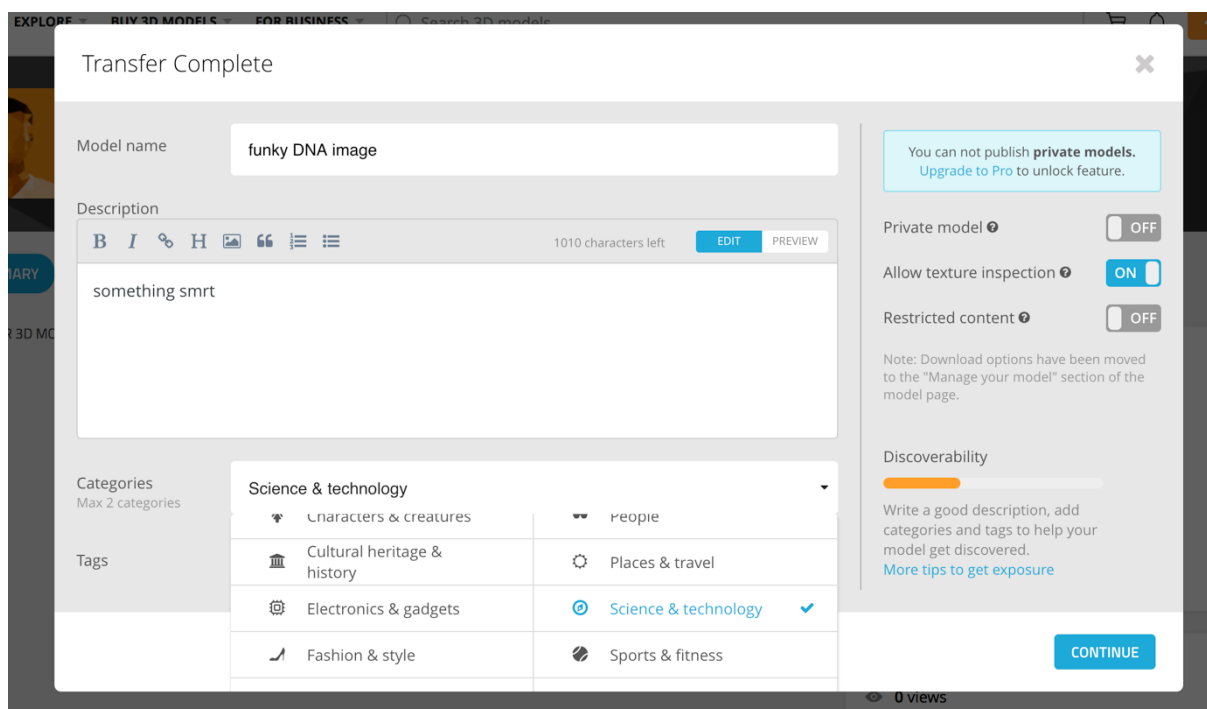 EXPLORE BUY 3D MODELS FOR BUSINESS Search 3D models
Transfer Complete
Model name
funky DNA image
Description
B I H
1010 characters left
EDIT
PREVIEW
something smrt
Categories
Max 2 categories
Science & technology
Characters & creatures
People
Cultural heritage &
history
Places & travel
Electronics & gadgets
Science & technology
Fashion & style
Sports & fitness
Tags
You can not publish private models.
Upgrade to Pro to unlock feature.
Private model
OFF
Allow texture inspection
ON
Restricted content
OFF
Note: Download options have been moved
to the "Manage your model" section of the
model page.
Discoverability
Write a good description, add
categories and tags to help your
model get discovered.
More tips to get exposure
CONTINUE
0 views